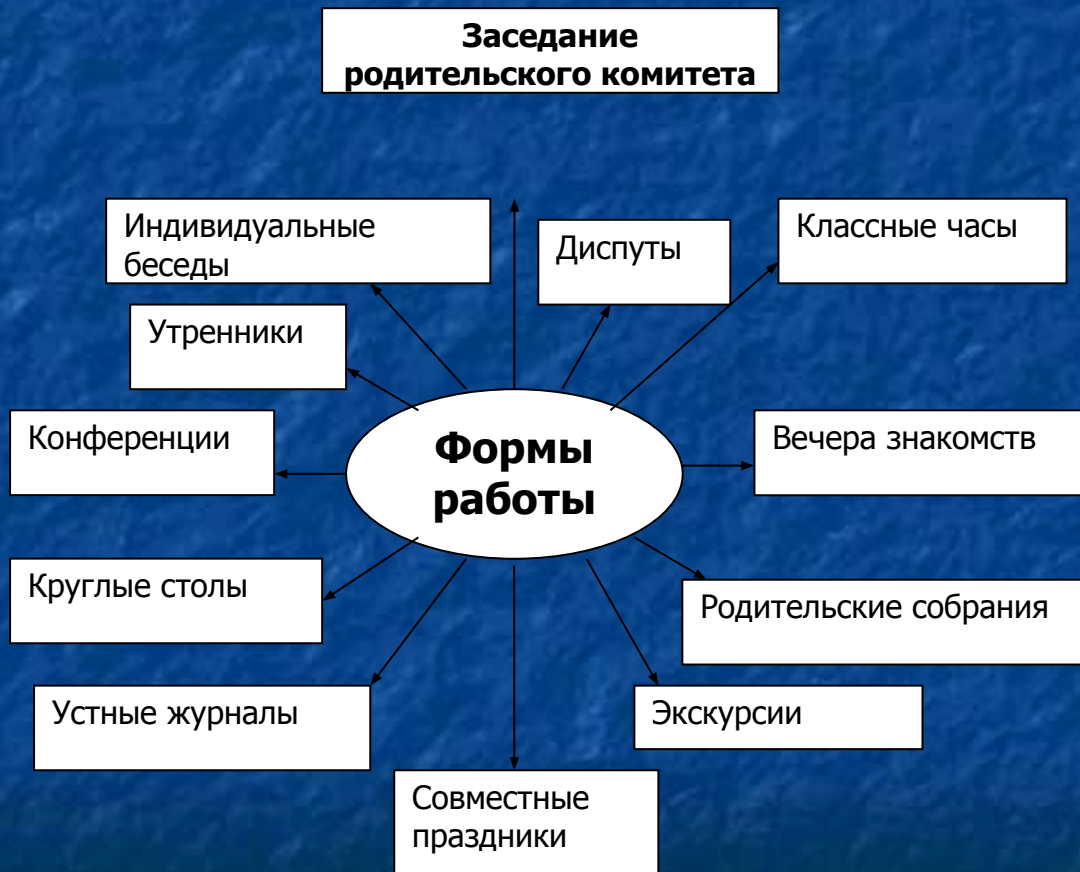 Заседание
родительского комитета
Индивидуальные
беседы
Диспуты
Классные часы
Утренники
Конференции
Формы
работы
Вечера знакомств
Круглые столы
Родительские собрания
Устные журналы
Экскурсии
Совместные
праздники